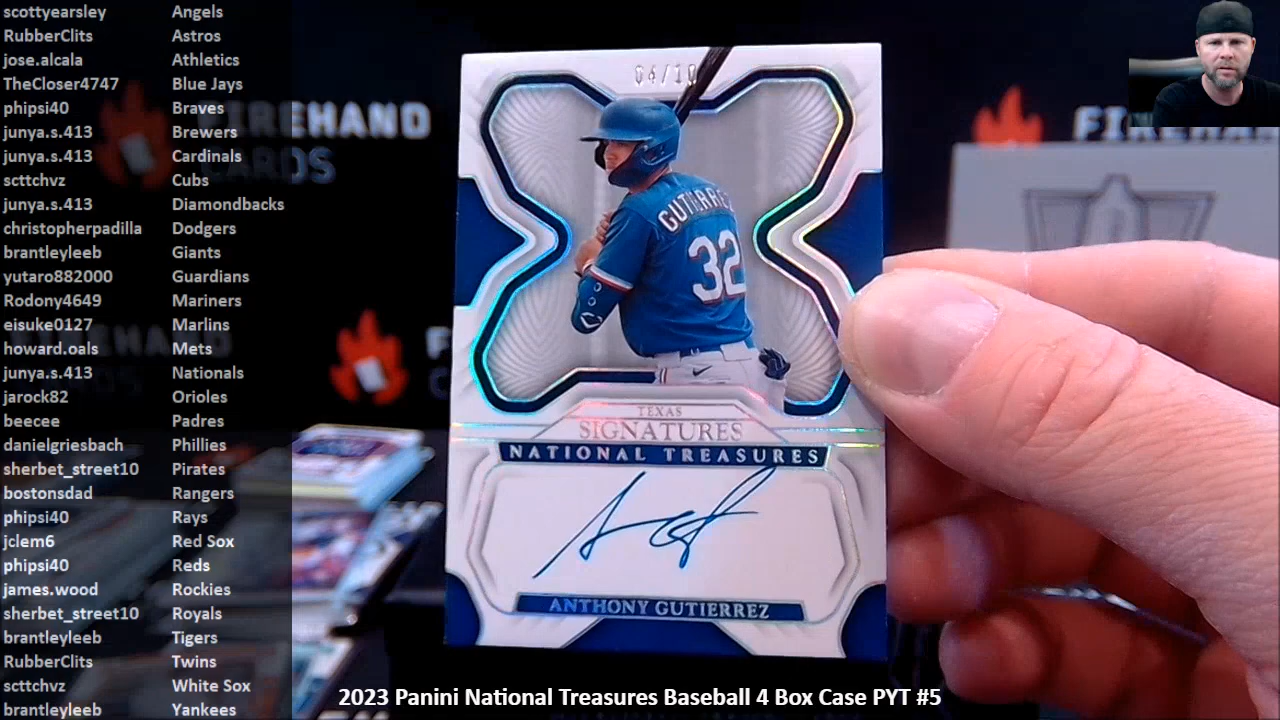 scottyearsley Angels
RubberClits Astros
jose.alcala Athletics
TheCloser4747 Blue Jays
phipsi40 Braves
junya.s.413 Brewers
junya.s.413 Cardinals
scttchvz Cubs
junya.s.413 Diamondbacks
christopherpadilla Dodgers
brantleyleeb Giants
yutaro882000 Guardians
Rodony4649 Mariners
eisuke0127 Marlins
howard.oals Mets
junya.s.413 Nationals
jarock82 Orioles
beecee Padres
danielgriesbach Phillies
sherbet_street10 Pirates
bostonsdad Rangers
phipsi40 Rays
jclem6 Red Sox
phipsi40 Reds
james.wood Rockies
sherbet_street10 Royals
brantleyleeb Tigers
RubberClits Twins
scttchvz White Sox
brantleyleeb Yankees
FIREHAND
CARDS
04/10
GUTIERREZ
32
TEXAS
SIGNATURES
NATIONAL TREASURES
ANTHONY GUTIERREZ
2023 Panini National Treasures Baseball 4 Box Case PYT #5